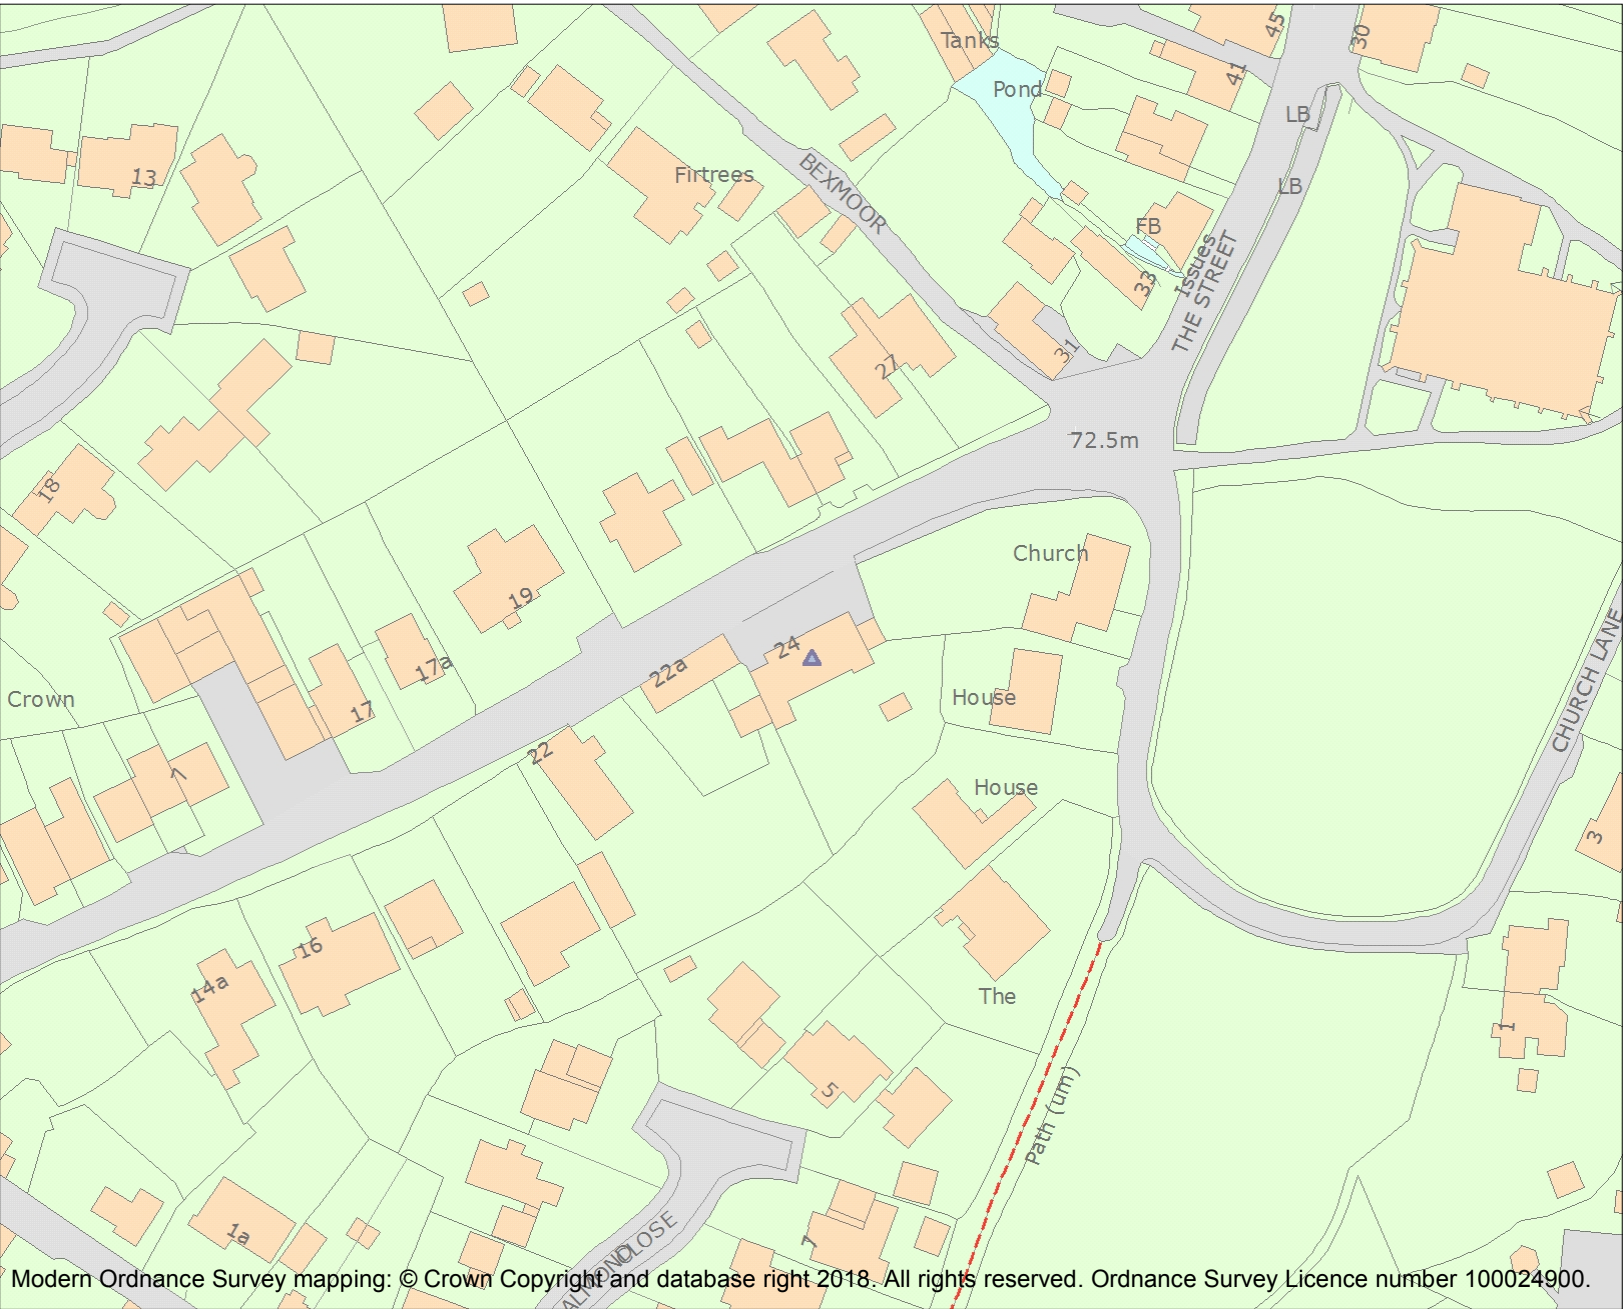 Tanks
45
30
41
Pond
LB
13
Firtrees
BEXMOOR
LB
FB
Issues
THE STREET
33
31
27
72.5m
18
Church
19
24
22a
17a
17
Crown
House
CHURCH LANE
22
7
House
3
16
14a
The
1
5
Path (um)
1a
7
ALMOND CLOSE
Modern Ordnance Survey mapping: © Crown Copyright and database right 2018. All rights reserved. Ordnance Survey Licence number 100024900.